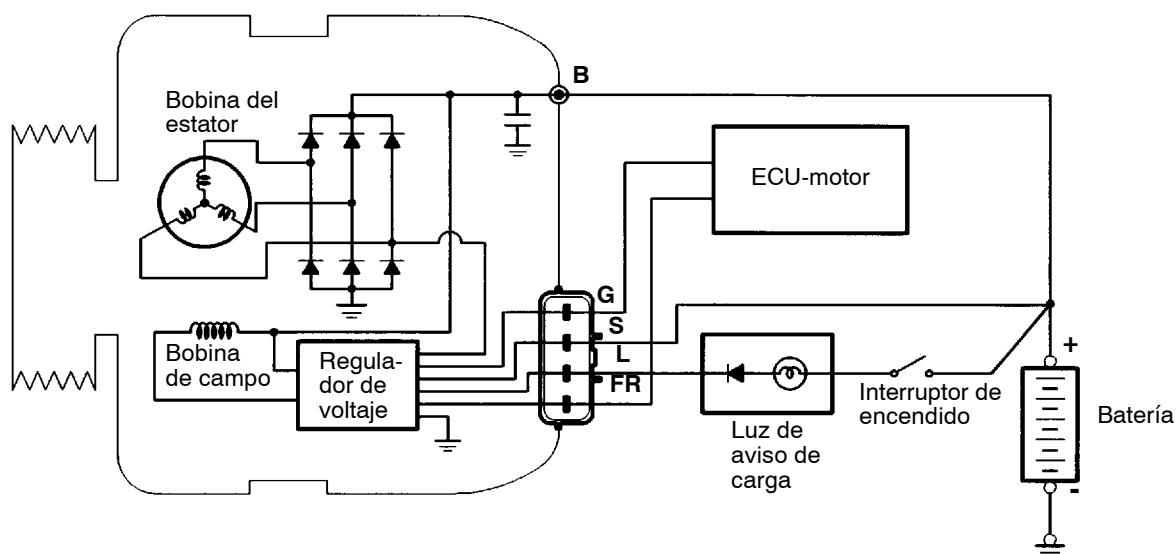 B
Bobina del
estator
ECU-motor
G
S
L
FR
Bobina
de campo
Regula-
dor de
voltaje
Luz de
aviso de
carga
Interruptor de
encendido
+
Batería
-